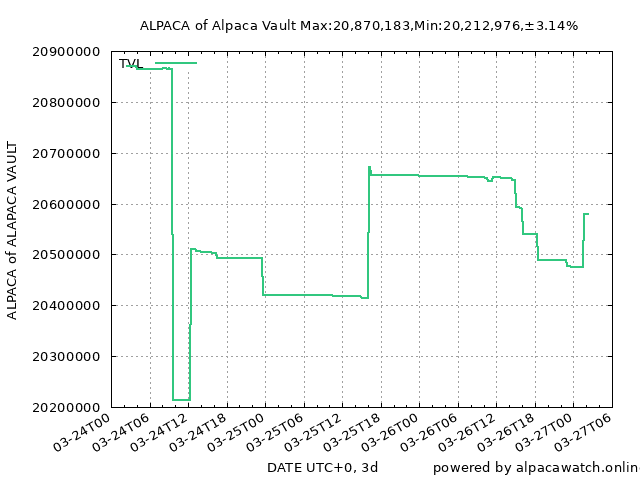 ALPACA of Alpaca Vault Max:20,870,183,Min:20,212,976,±3.14%
TVL
20900000
20800000
20700000
20600000
20500000
20400000
20300000
20200000
ALPACA of ALAPACA VAULT
03-24T00
03-24T06
03-24T12
03-24T18
03-25T00
03-25T06
03-25T12
03-25T18
03-26T00
03-26T06
03-26T12
03-26T18
03-27T00
03-27T06
DATE UTC+0, 3d
powered by alpacawatch.online